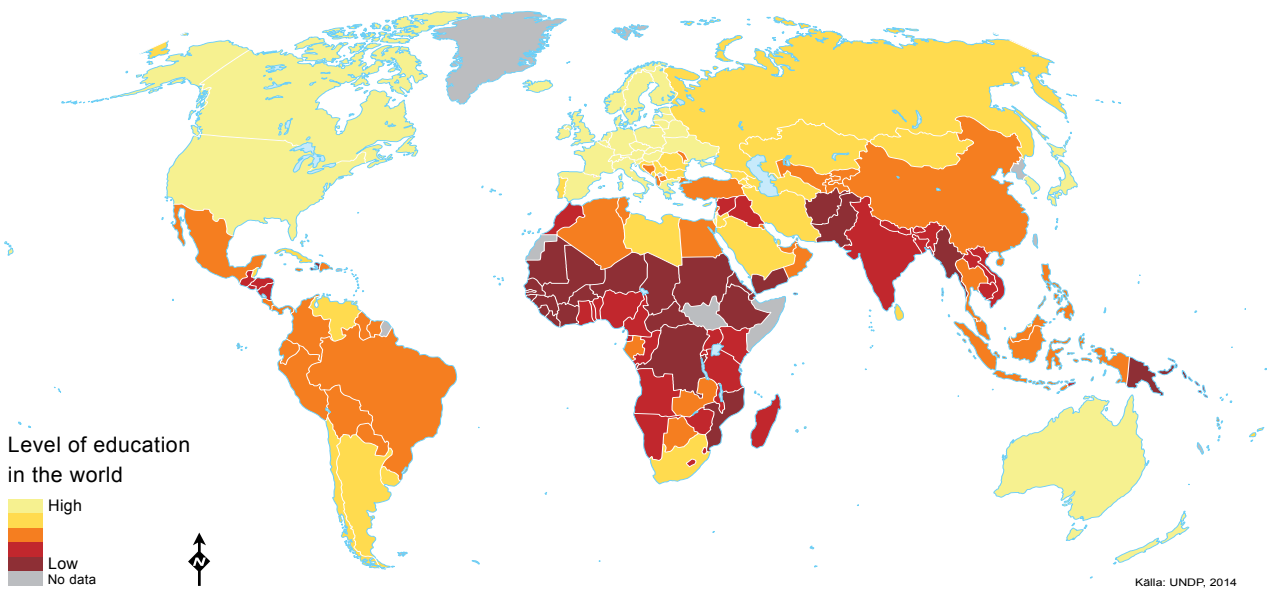 Level of education
in the world
High
Low
No data
N
Källa: UNDP, 2014